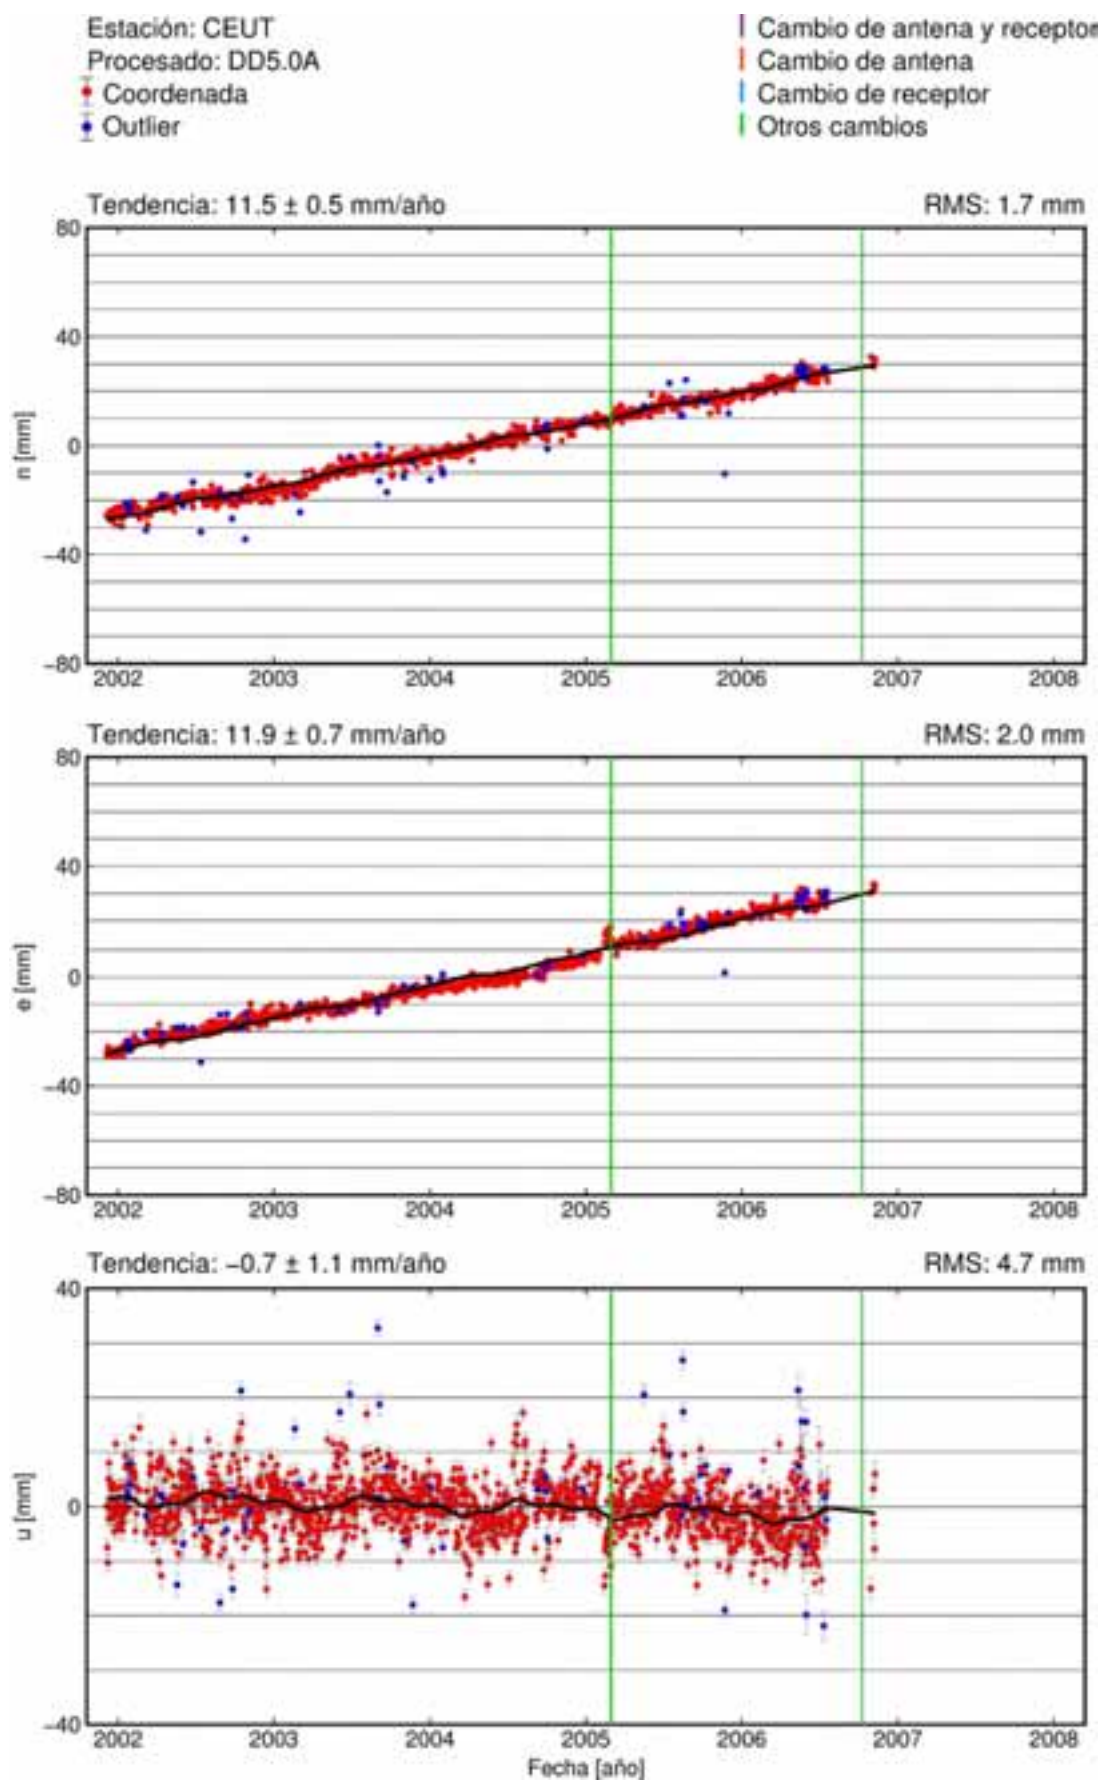 Estación: CEUT
Procesado: DD5.0A
Coordenada
Outlier
Cambio de antena y receptor
Cambio de antena
Cambio de receptor
Otros cambios
Tendencia: 11.5 ± 0.5 mm/año RMS: 1.7 mm
80
40
0
−40
−80
n [mm]
2002 2003 2004 2005 2006 2007 2008
Tendencia: 11.9 ± 0.7 mm/año RMS: 2.0 mm
80
40
0
−40
−80
e [mm]
2002 2003 2004 2005 2006 2007 2008
Tendencia: −0.7 ± 1.1 mm/año RMS: 4.7 mm
40
20
0
−20
−40
u [mm]
2002 2003 2004 2005 2006 2007 2008
Fecha [año]